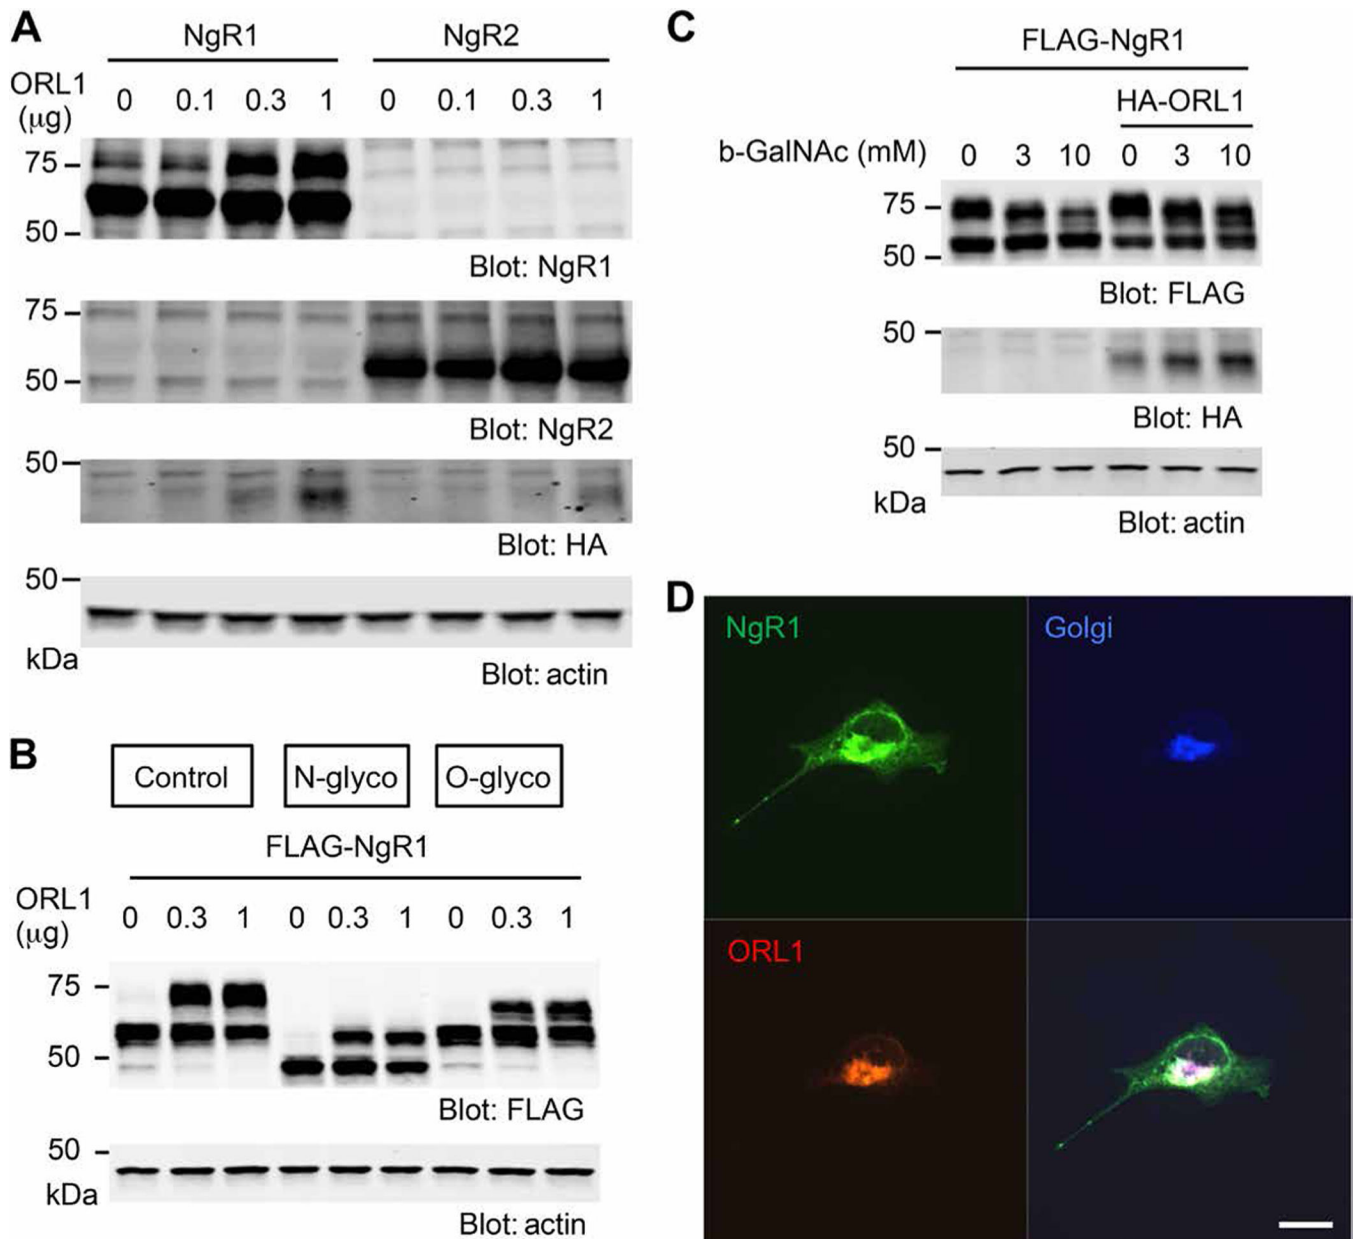 A
NgR1 NgR2
ORL1
(μg)
0 0.1 0.3 1 0 0.1 0.3 1
75
50
Blot: NgR1
75
50
Blot: NgR2
50
Blot: HA
50
kDa
Blot: actin
B
Control N-glyco O-glyco
FLAG-NgR1
ORL1
(μg)
0 0.3 1 0 0.3 1 0 0.3 1
75
50
Blot: FLAG
50
kDa
Blot: actin
C
FLAG-NgR1
HA-ORL1
b-GalNAc (mM) 0 3 10 0 3 10
75
50
Blot: FLAG
50
Blot: HA
50
kDa
Blot: actin
D
NgR1 Golgi
ORL1